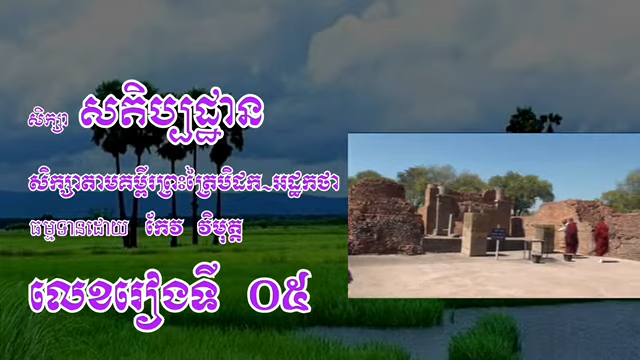 សិក្សា សតិប្បដ្ឋាន
សិក្សាតាមគម្ពីរព្រះត្រៃបិដក~អដ្ឋកថា
ធម្មទានដោយ កែវ វិមុត្ត
លេខរៀងទី ០៥